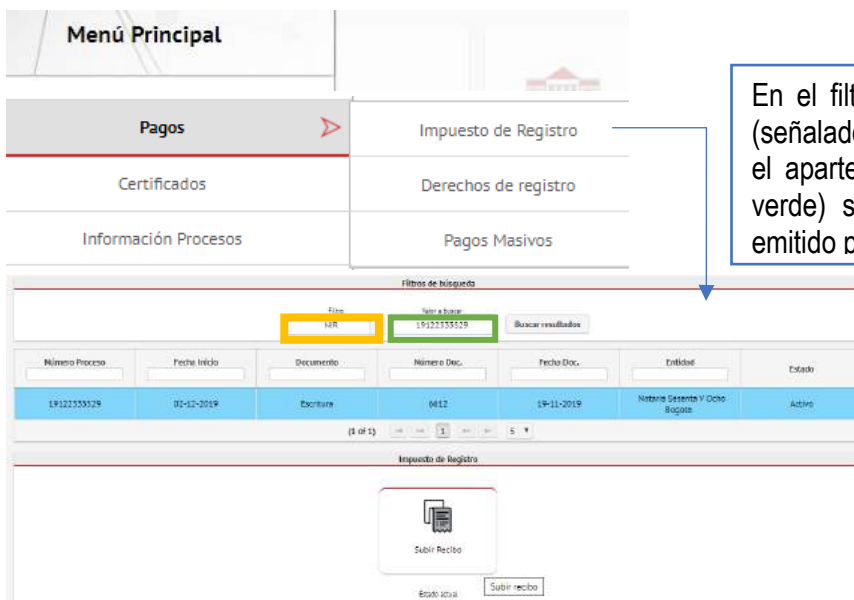 Menú Principal
Pagos
Certificados
Información Procesos
Impuesto de Registro
Derechos de registro
Pagos Masivos
En el filt
(señalad
el aparte
verde) s
emitido p
Filtros de búsqueda
Filtro
Valor a buscar
NIR
19122333529
Buscar resultados
Número Proceso Fecha Inicio Documento Número Doc. Fecha Doc. Entidad Estado
19122333529 02-12-2019 Escritura 6612 19-11-2019 Notaria Sesenta Y Ocho Bogota Activo
(1 of 1) 1 5
Impuesto de Registro
Subir Recibo
Estado actual
Subir recibo